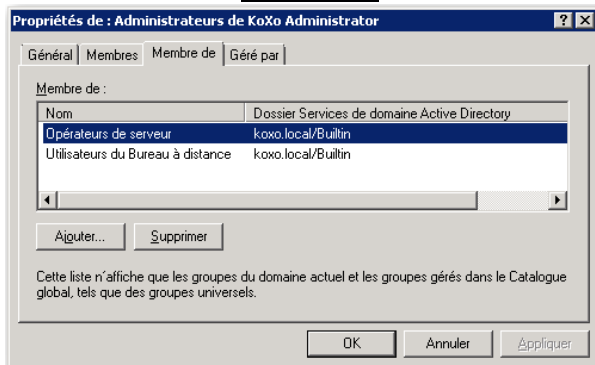 Propriétés de : Administrateurs de KoXo Administrator
Général Membres Membre de Géré par
Membre de :
Nom Dossier Services de domaine Active Directory
Opérateurs de serveur koxo.local/Builtin
Utilisateurs du Bureau à distance koxo.local/Builtin
Ajouter... Supprimer
Cette liste n'affiche que les groupes du domaine actuel et les groupes gérés dans le Catalogue
global, tels que des groupes universels.
OK Annuler Appliquer